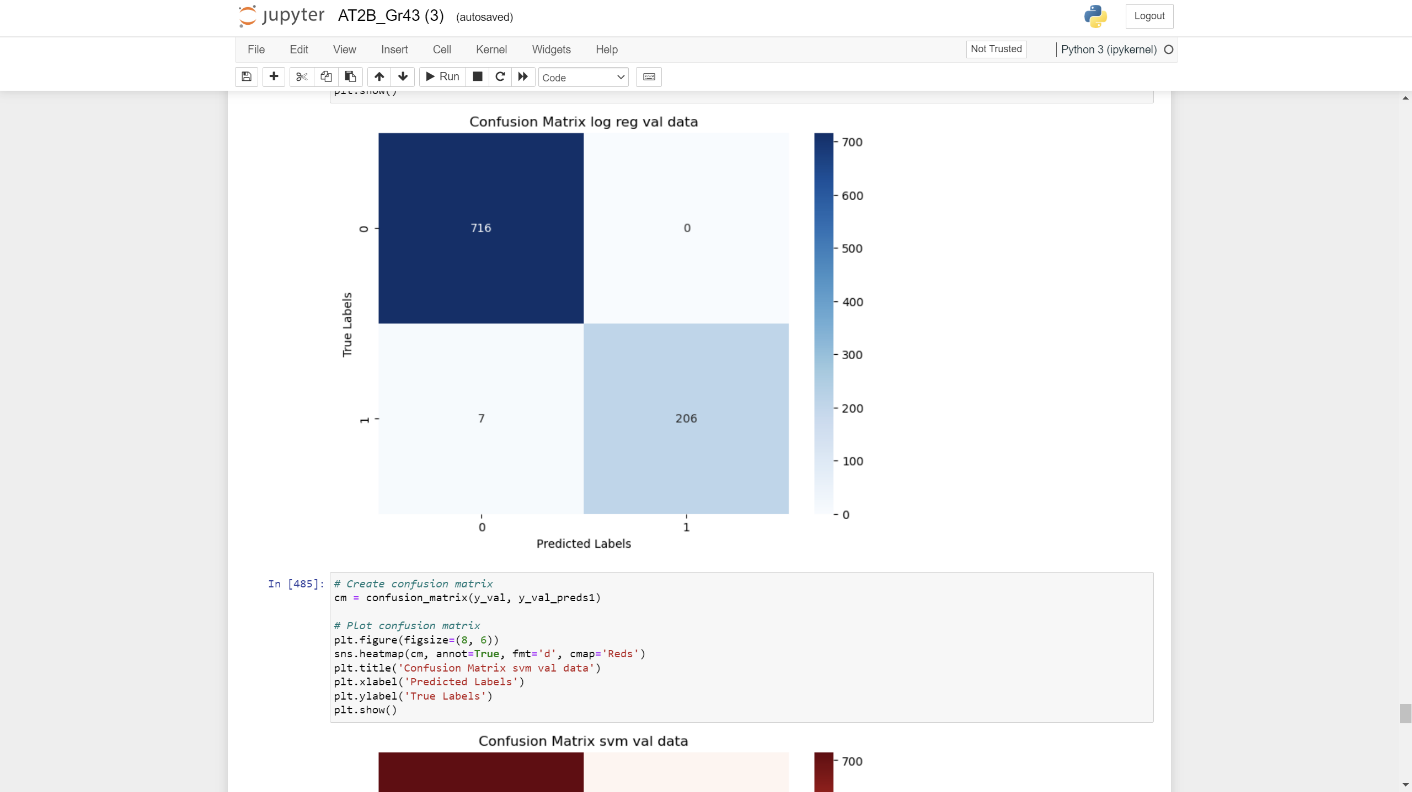 jupyter AT2B_Gr43 (3) (autosaved) Logout
File Edit View Insert Cell Kernel Widgets Help Not Trusted Python 3 (ipykernel)
Run Code
plt.show()
Confusion Matrix log reg val data
700
600
500
400
300
200
100
0
True Labels
0
1
716 0
7 206
0 1
Predicted Labels
In [485]:
# Create confusion matrix
cm = confusion_matrix(y_val, y_val_preds1)
# Plot confusion matrix
plt.figure(figsize=(8, 6))
sns.heatmap(cm, annot=True, fmt='d', cmap='Reds')
plt.title('Confusion Matrix svm val data')
plt.xlabel('Predicted Labels')
plt.ylabel('True Labels')
plt.show()
Confusion Matrix svm val data
700